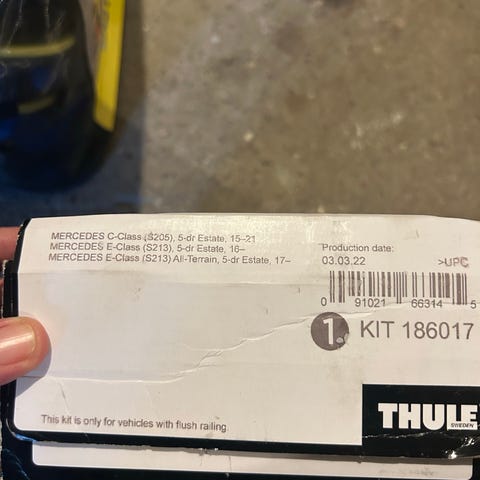 MERCEDES C-Class (S205), 5-dr Estate, 15–21
MERCEDES E-Class (S213), 5-dr Estate, 16–
MERCEDES E-Class (S213) All-Terrain, 5-dr Estate, 17–
Production date:
03.03.22 >UPC
0 91021 66314 5
1. KIT 186017
This kit is only for vehicles with flush railing.
THULE
SWEDEN